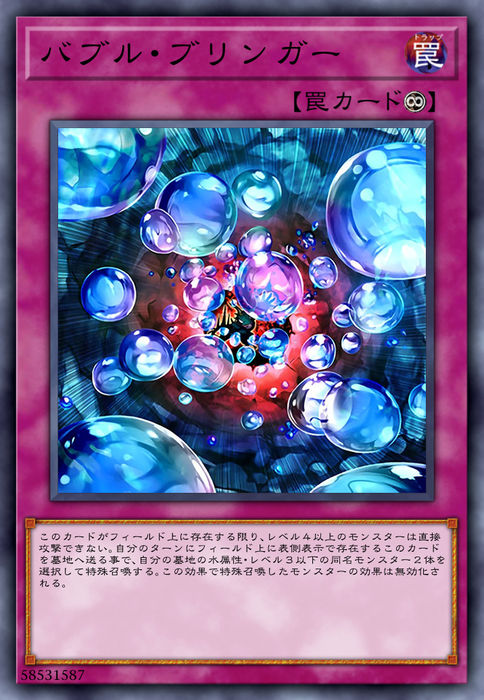 バブル・ブリンガー
トラップ
罠
【罠カード】
このカードがフィールド上に存在する限り、レベル４以上のモンスターは直接
攻撃できない。自分のターンにフィールド上に表側表示で存在するこのカード
を墓地へ送る事で、自分の墓地の水属性・レベル３以下の同名モンスター２体を
選択して特殊召喚する。この効果で特殊召喚したモンスターの効果は無効化さ
れる。
58531587